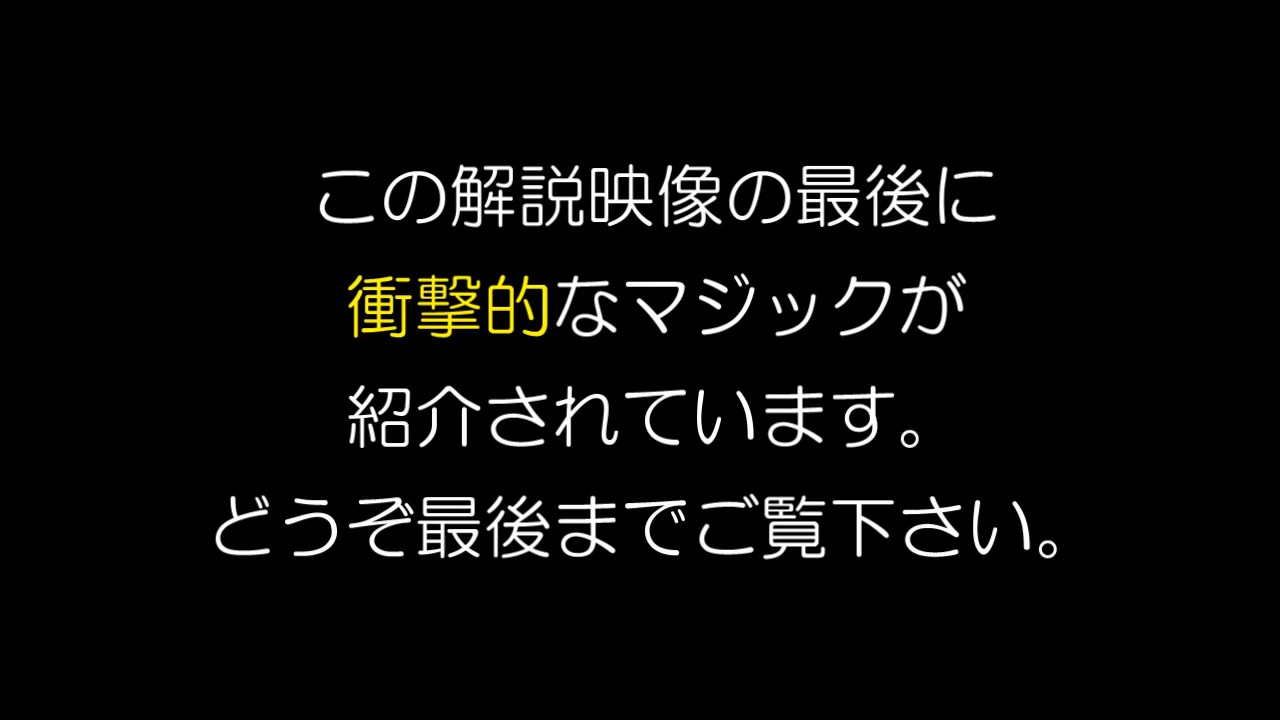 この解説映像の最後に
衝撃的なマジックが
紹介されています。
どうぞ最後までご覧下さい。